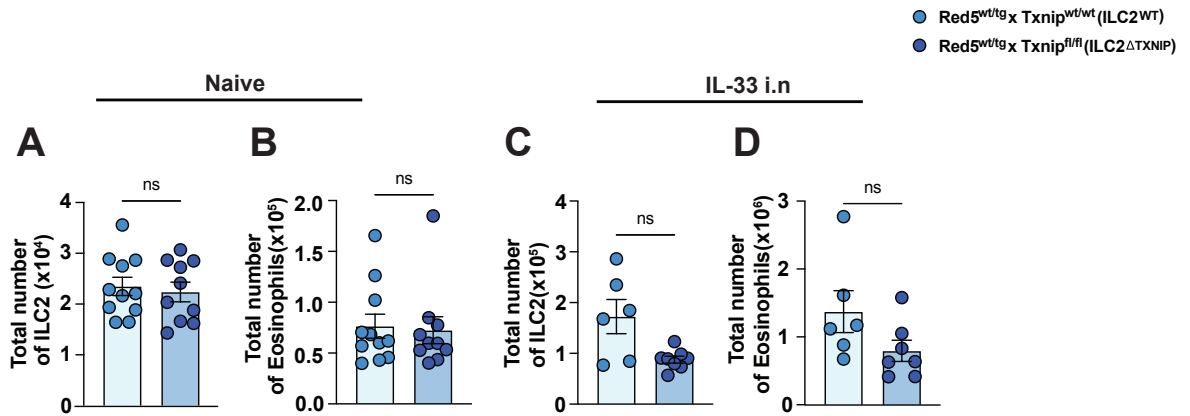 Red5wt/tg x Txnipwt/wt (ILC2WT)
Red5wt/tg x Txnipfl/fl (ILC2ΔTXNIP)
Naive
IL-33 i.n
A
B
C
D
ns
ns
ns
ns
Total number
of ILC2 (x10⁴)
4
3
2
1
0
Total number
of Eosinophils(x10⁵)
2.0
1.5
1.0
0.5
0.0
Total number
of ILC2(x10⁵)
4
3
2
1
0
Total number
of Eosinophils(x10⁶)
3
2
1
0